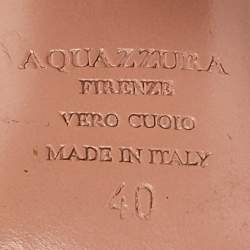 AQUAZZURA
FIRENZE
VERO CUOIO
MADE IN ITALY
40